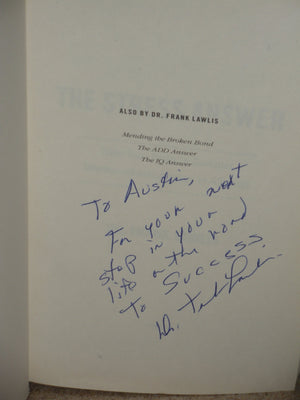 THE STRESS ANSWER
ALSO BY DR. FRANK LAWLIS
Mending the Broken Bond
The ADD Answer
The IQ Answer
To Austin,
For your next
stop in your
life on the road
to Success.
Dr.